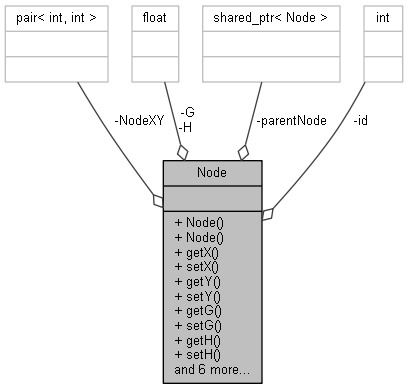 pair< int, int >
float
shared_ptr< Node >
int
-NodeXY
-G
-H
-parentNode
-id
Node
+ Node()
+ Node()
+ getX()
+ setX()
+ getY()
+ setY()
+ getG()
+ setG()
+ getH()
+ setH()
and 6 more...